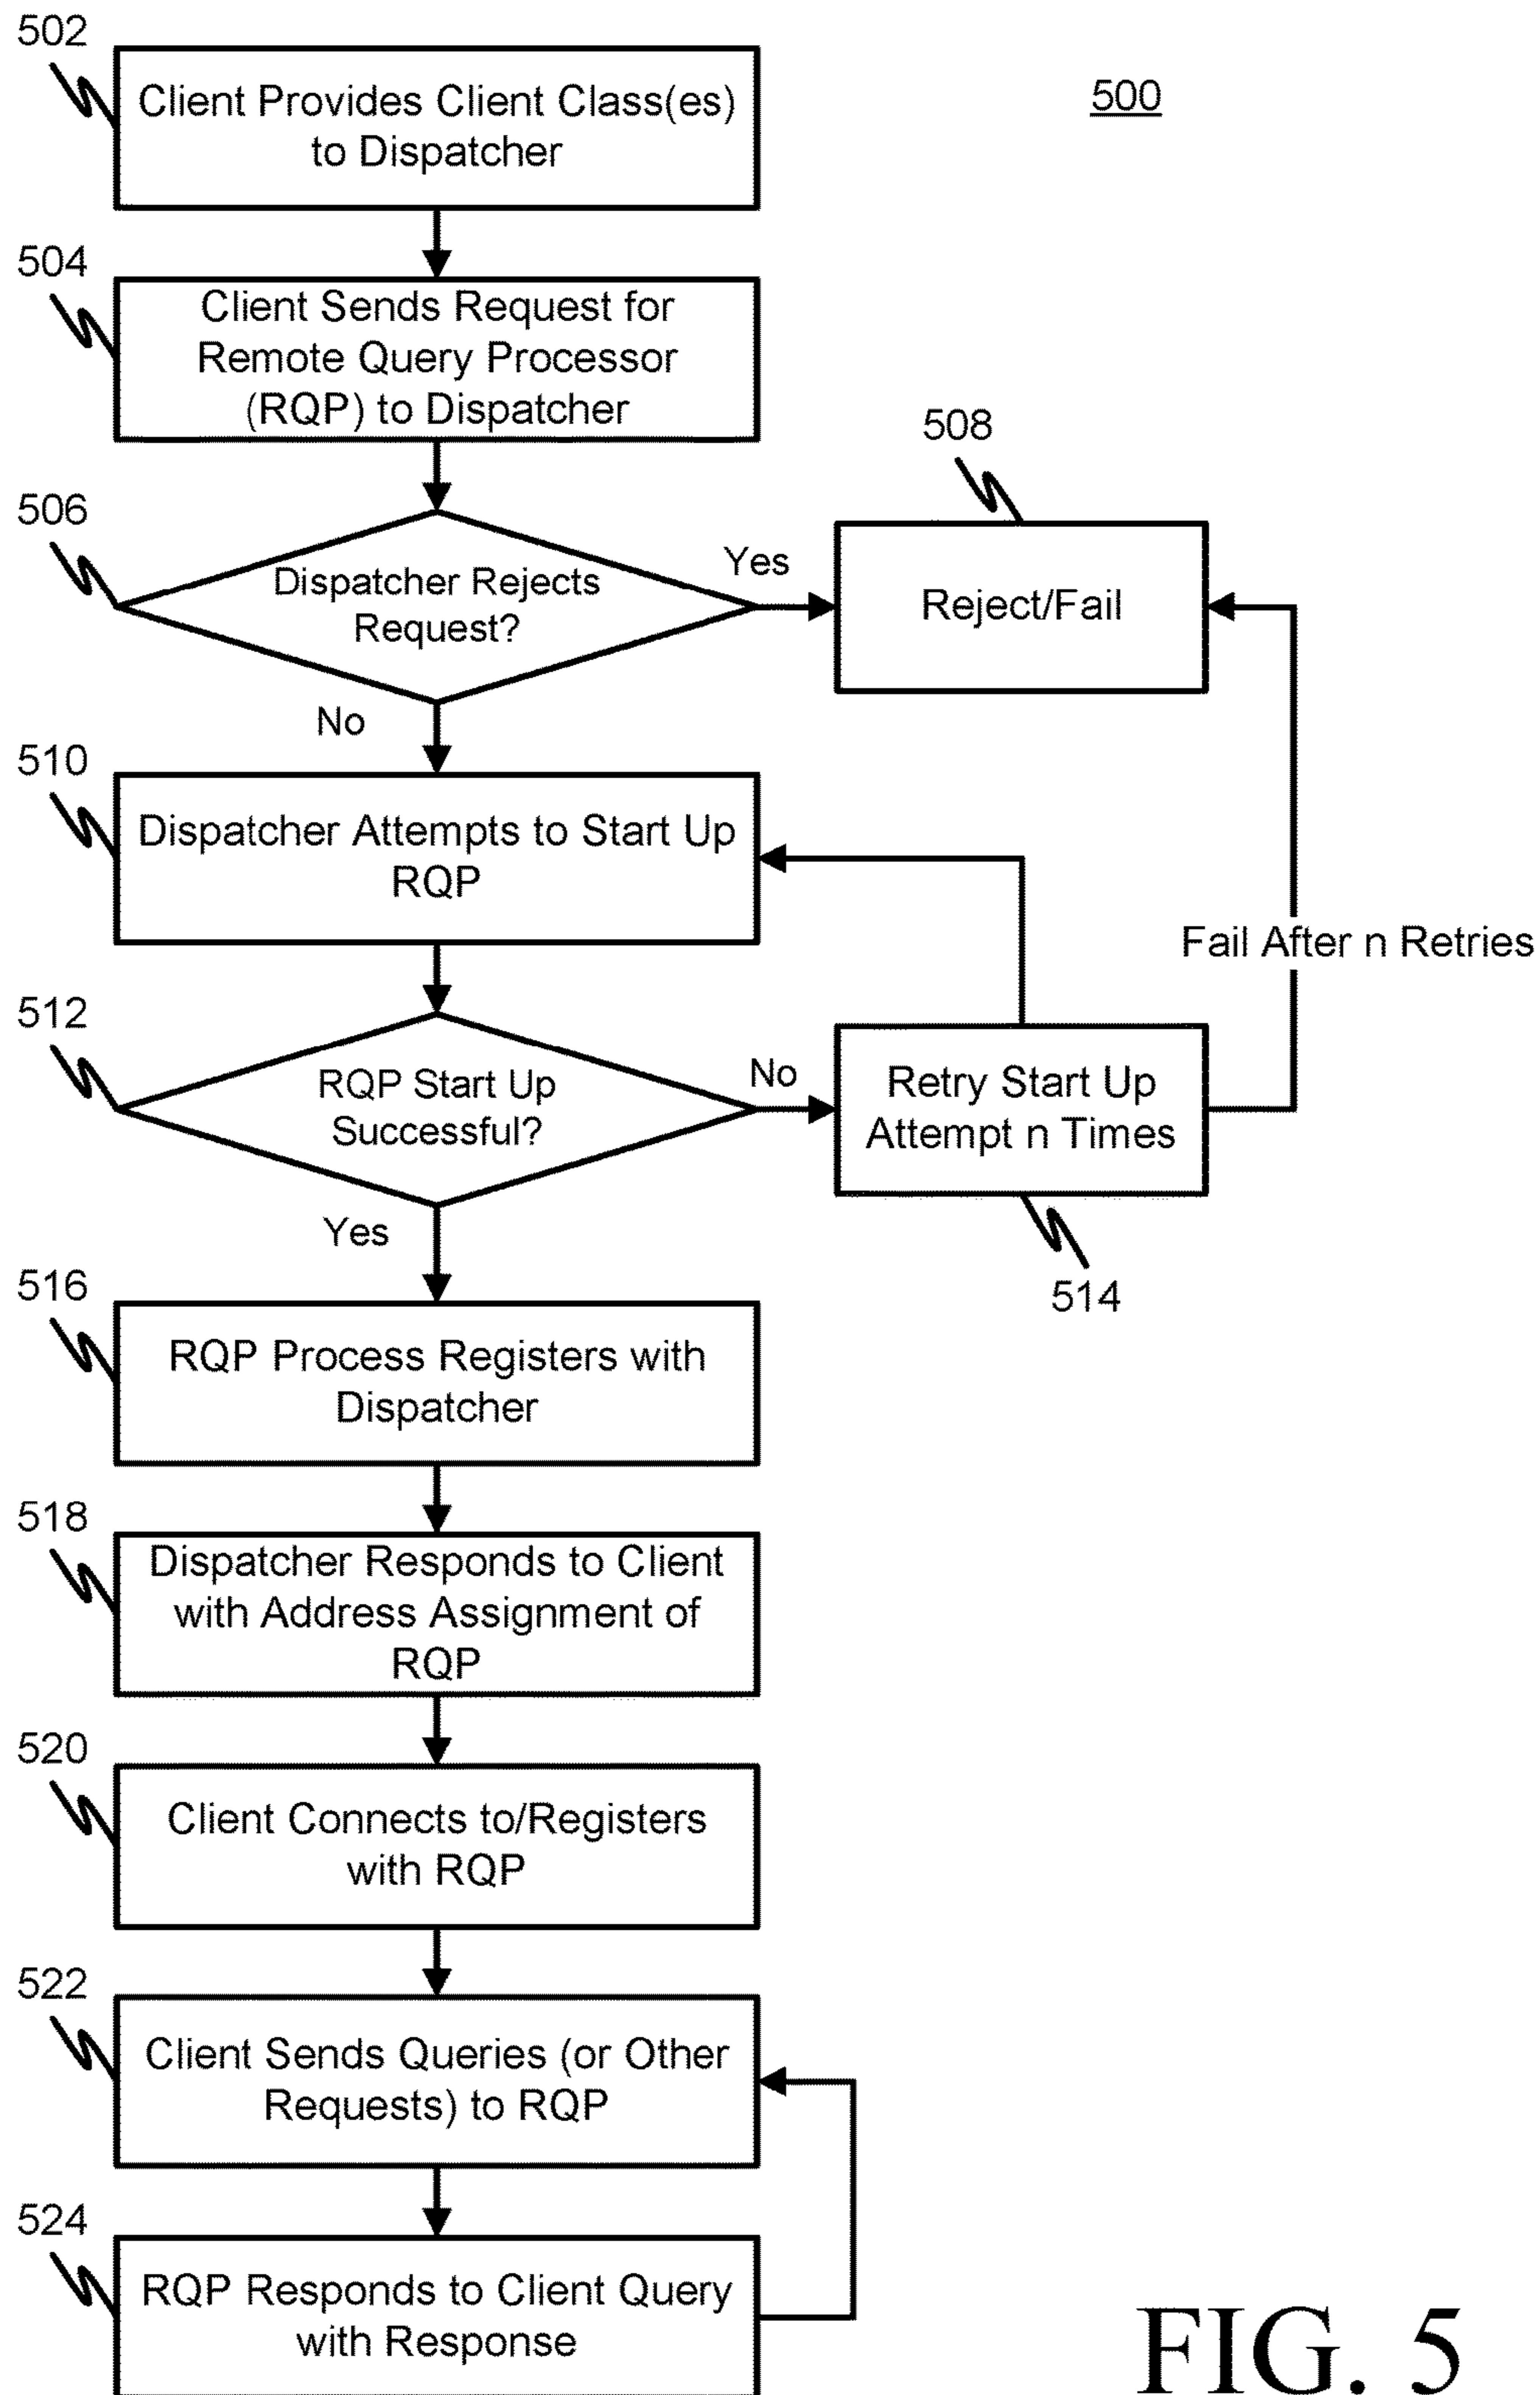 502
Client Provides Client Class(es)
to Dispatcher
500
504
Client Sends Request for
Remote Query Processor
(RQP) to Dispatcher
506
Dispatcher Rejects
Request?
Yes
508
Reject/Fail
No
510
Dispatcher Attempts to Start Up
RQP
Fail After n Retries
512
RQP Start Up
Successful?
No
Retry Start Up
Attempt n Times
514
Yes
516
RQP Process Registers with
Dispatcher
518
Dispatcher Responds to Client
with Address Assignment of
RQP
520
Client Connects to/Registers
with RQP
522
Client Sends Queries (or Other
Requests) to RQP
524
RQP Responds to Client Query
with Response
FIG. 5